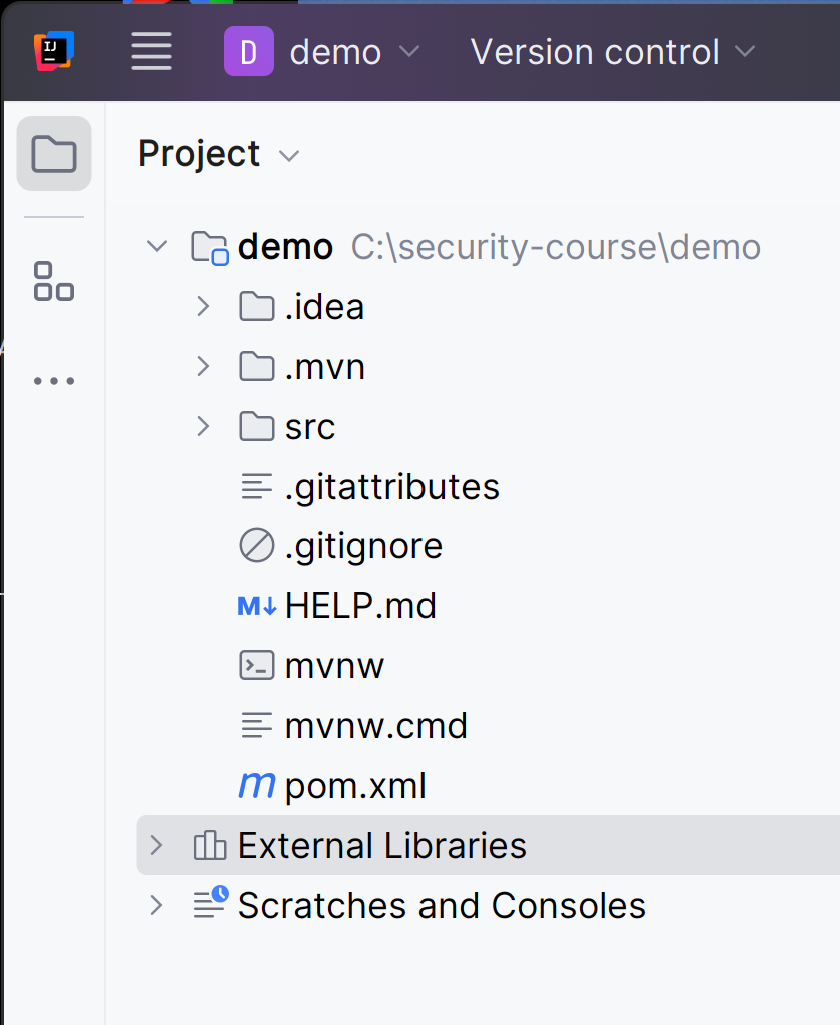 IJ D demo Version control
Project
demo C:\security-course\demo
.idea
.mvn
src
.gitattributes
.gitignore
M↓ HELP.md
mvnw
mvnw.cmd
m pom.xml
External Libraries
Scratches and Consoles